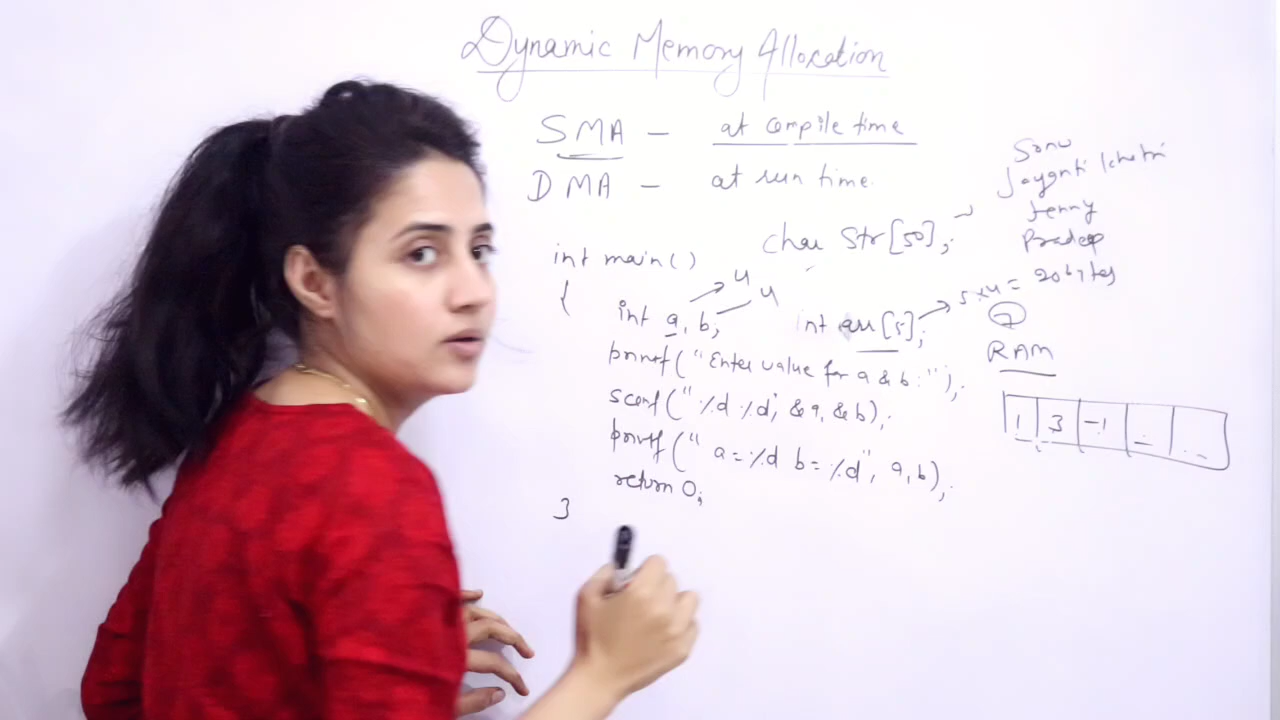 Dynamic Memory Allocation
SMA - at compile time
DMA - at run time.
char str[50];
Sonu
Jayanti Khatri
Jenny
Pradeep
int main()
{
int a, b;
4
4
int arr[5];
5x4 = 20 bytes
2
printf("Enter value for a & b :");
scanf("%d %d", &a, &b);
printf(" a=%d b=%d", a, b);
return 0;
}
RAM
1 3 -1 - --